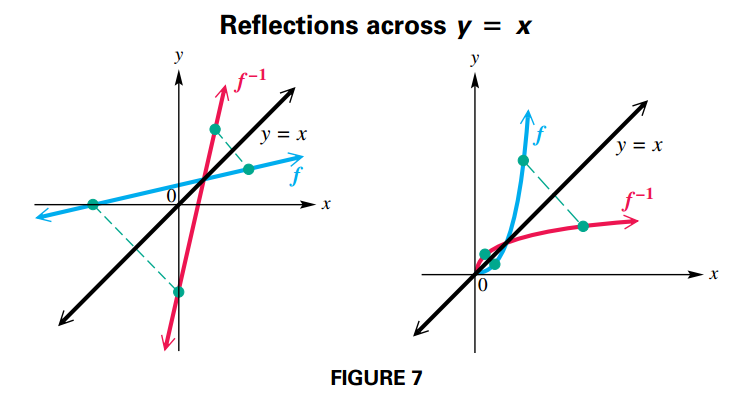 Reflections across y = x
y
f⁻¹
y = x
f
0
x
y
f
y = x
f⁻¹
0
x
FIGURE 7